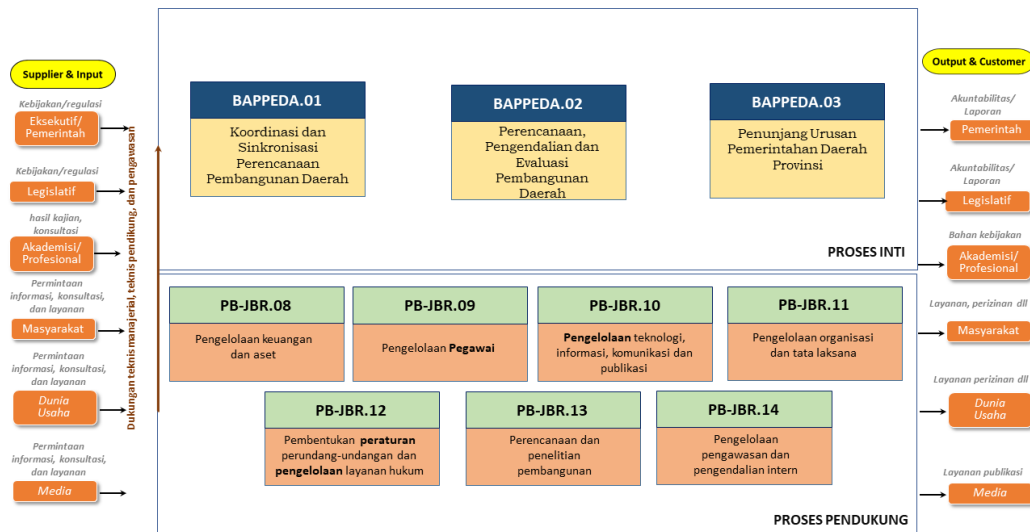 Supplier & Input
Kebijakan/regulasi
Eksekutif/
Pemerintah
Kebijakan/regulasi
Legislatif
hasil kajian,
konsultasi
Akademisi/
Profesional
Permintaan
informasi, konsultasi,
dan layanan
Masyarakat
Permintaan
informasi, konsultasi,
dan layanan
Dunia
Usaha
Permintaan
informasi, konsultasi,
dan layanan
Media
Dukungan teknis manajerial, teknis pendikung, dan pengawasan
BAPPEDA.01
Koordinasi dan
Sinkronisasi
Perencanaan
Pembangunan Daerah
BAPPEDA.02
Perencanaan,
Pengendalian dan
Evaluasi
Pembangunan
Daerah
BAPPEDA.03
Penunjang Urusan
Pemerintahan Daerah
Provinsi
PROSES INTI
PB-JBR.08
Pengelolaan keuangan
dan aset
PB-JBR.09
Pengelolaan Pegawai
PB-JBR.10
Pengelolaan teknologi,
informasi, komunikasi dan
publikasi
PB-JBR.11
Pengelolaan organisasi
dan tata laksana
PB-JBR.12
Pembentukan peraturan
perundang-undangan dan
pengelolaan layanan hukum
PB-JBR.13
Perencanaan dan
penelitian
pembangunan
PB-JBR.14
Pengelolaan
pengawasan dan
pengendalian intern
PROSES PENDUKUNG
Output & Customer
Akuntabilitas/
Laporan
Pemerintah
Akuntabilitas/
Laporan
Legislatif
Bahan kebijakan
Akademisi/
Profesional
Layanan, perizinan dll
Masyarakat
Layanan perizinan dll
Dunia
Usaha
Layanan publikasi
Media